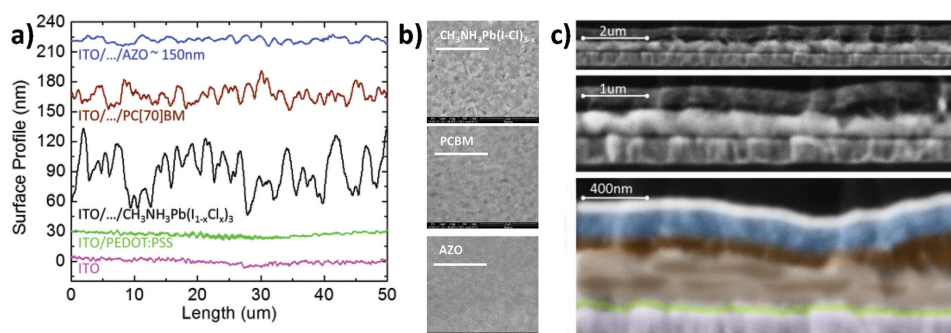 a)
Surface Profile (nm)
240
210
180
150
120
90
60
30
0
ITO/.../AZO ~ 150nm
ITO/.../PC[70]BM
ITO/.../CH₃NH₃Pb(I₁₋ₓClₓ)₃
ITO/PEDOT:PSS
ITO
0 10 20 30 40 50
Length (um)
b)
CH₃NH₃Pb(I-Cl)₃₋ₓ
PCBM
AZO
c)
2um
1um
400nm